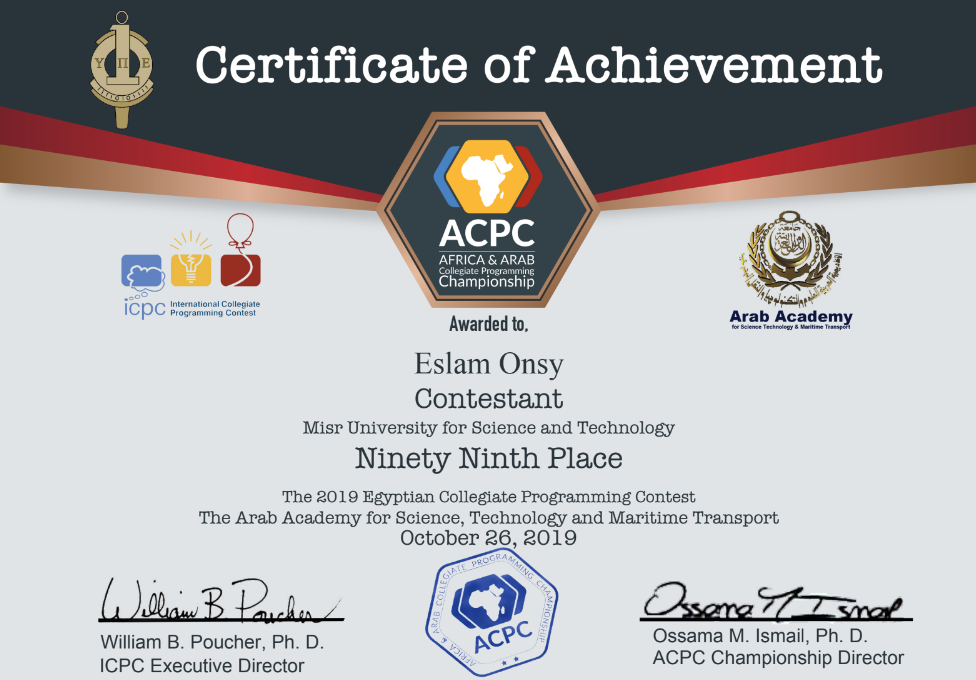 Υ Π Ε
Certificate of Achievement
ACPC
AFRICA & ARAB
Collegiate Programming
Championship
icpc International Collegiate
Programming Contest
Arab Academy
for Science Technology & Maritime Transport
Awarded to,
Eslam Onsy
Contestant
Misr University for Science and Technology
Ninety Ninth Place
The 2019 Egyptian Collegiate Programming Contest
The Arab Academy for Science, Technology and Maritime Transport
October 26, 2019
William B Poucher
William B. Poucher, Ph. D.
ICPC Executive Director
AFRICA & ARAB COLLEGIATE PROGRAMMING CHAMPIONSHIP
ACPC
Ossama M Ismail
Ossama M. Ismail, Ph. D.
ACPC Championship Director